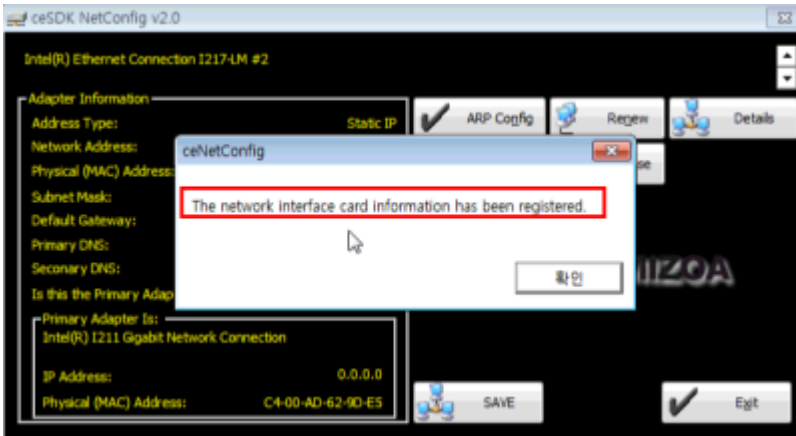 ceSDK NetConfig v2.0
Intel(R) Ethernet Connection I217-LM #2
Adapter Information
Address Type: Static IP
ARP Config
Renew
Details
Network Address:
Physical (MAC) Address:
Subnet Mask:
Default Gateway:
Primary DNS:
Seconary DNS:
Is this the Primary Adap
ceNetConfig
The network interface card information has been registered.
확인
se
IIZOA
Primary Adapter Is:
Intel(R) I211 Gigabit Network Connection
IP Address: 0.0.0.0
Physical (MAC) Address: C4-00-AD-62-9D-E5
SAVE
Exit